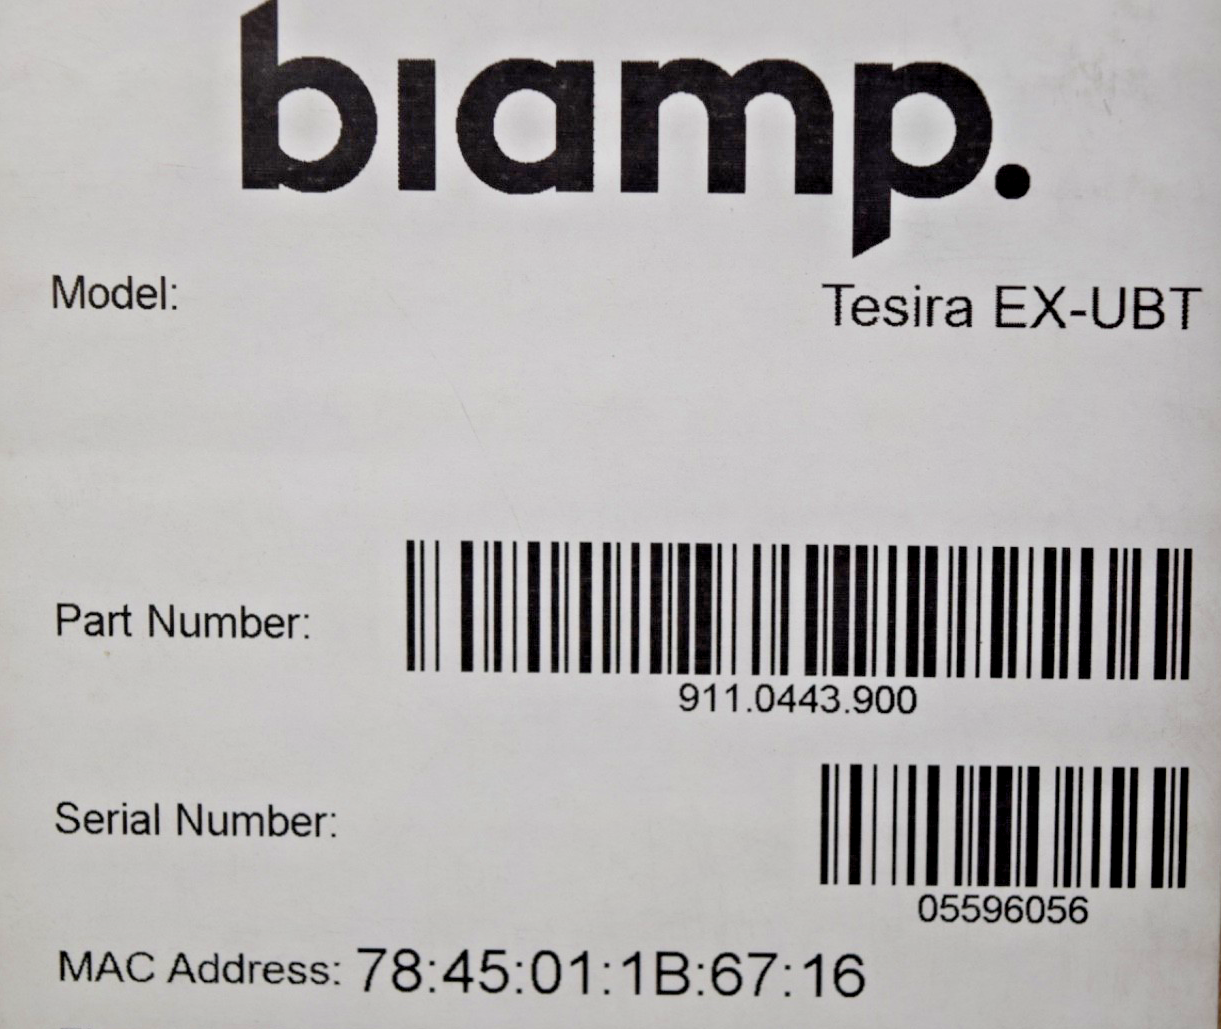 biamp.
Model: Tesira EX-UBT
Part Number:
911.0443.900
Serial Number:
05596056
MAC Address: 78:45:01:1B:67:16